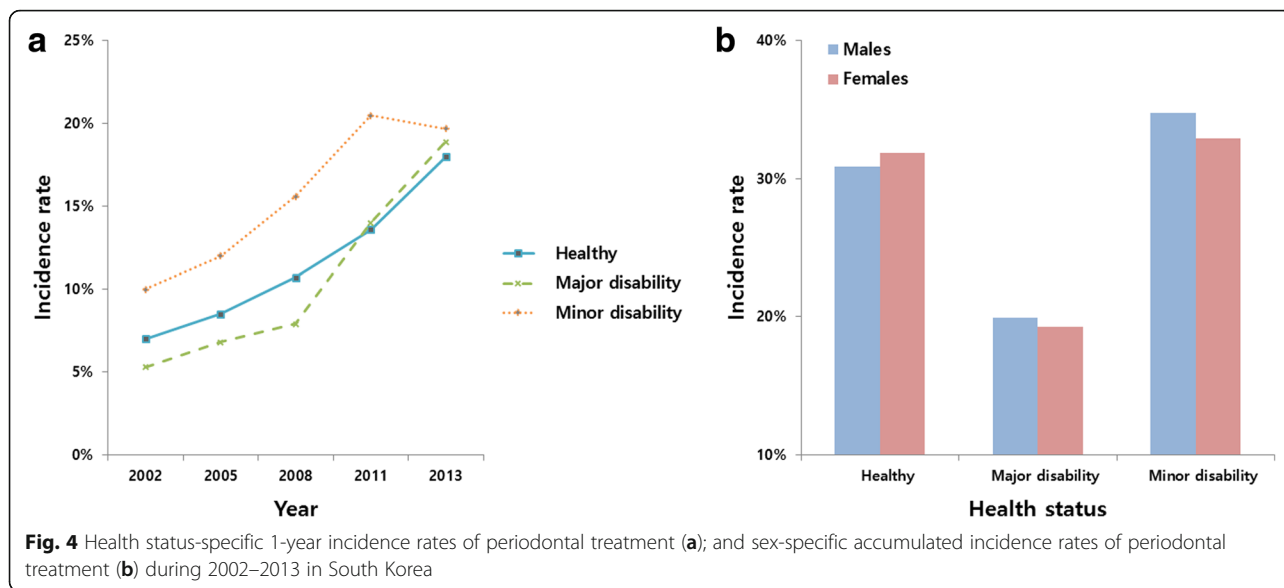 a
25%
20%
15%
10%
5%
0%
Incidence rate
2002 2005 2008 2011 2013
Year
Healthy
Major disability
Minor disability
b
40%
30%
20%
10%
Incidence rate
Males
Females
Healthy Major disability Minor disability
Health status
Fig. 4 Health status-specific 1-year incidence rates of periodontal treatment (a); and sex-specific accumulated incidence rates of periodontal
treatment (b) during 2002–2013 in South Korea